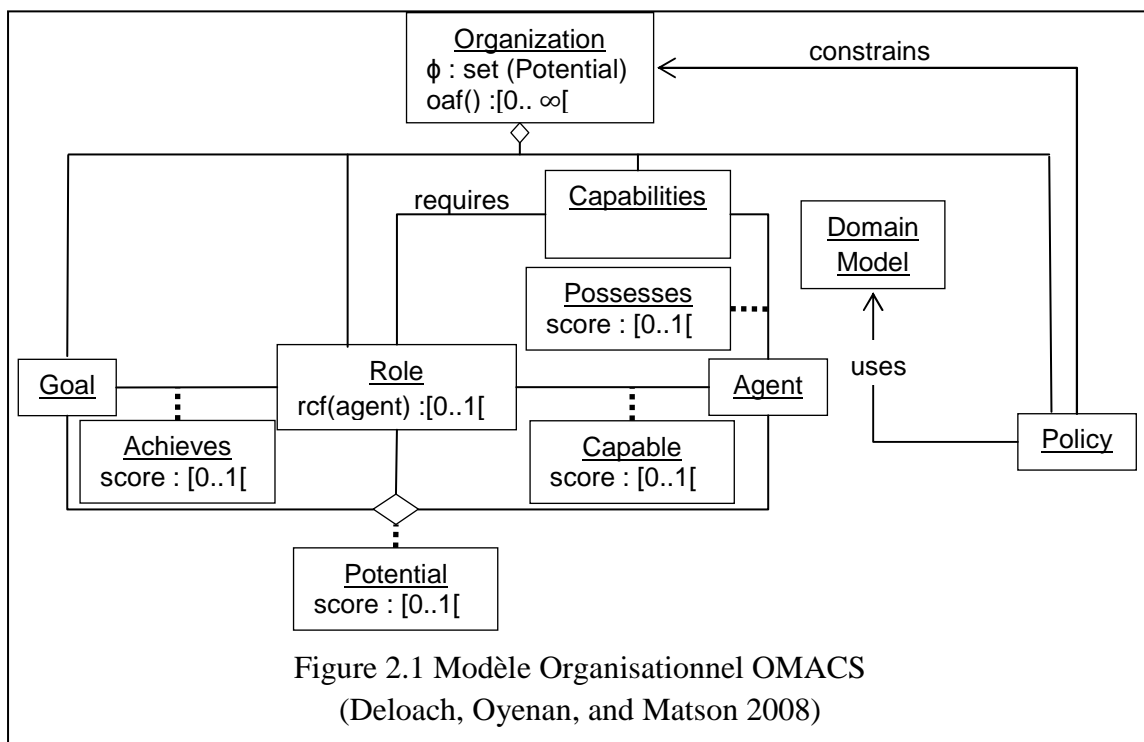 Organization
ϕ : set (Potential)
oaf() :[0.. ∞[
constrains
requires
Capabilities
Domain
Model
Possesses
score : [0..1[
uses
Goal
Role
rcf(agent) :[0..1[
Agent
Policy
Achieves
score : [0..1[
Capable
score : [0..1[
Potential
score : [0..1[
Figure 2.1 Modèle Organisationnel OMACS
(Deloach, Oyenan, and Matson 2008)